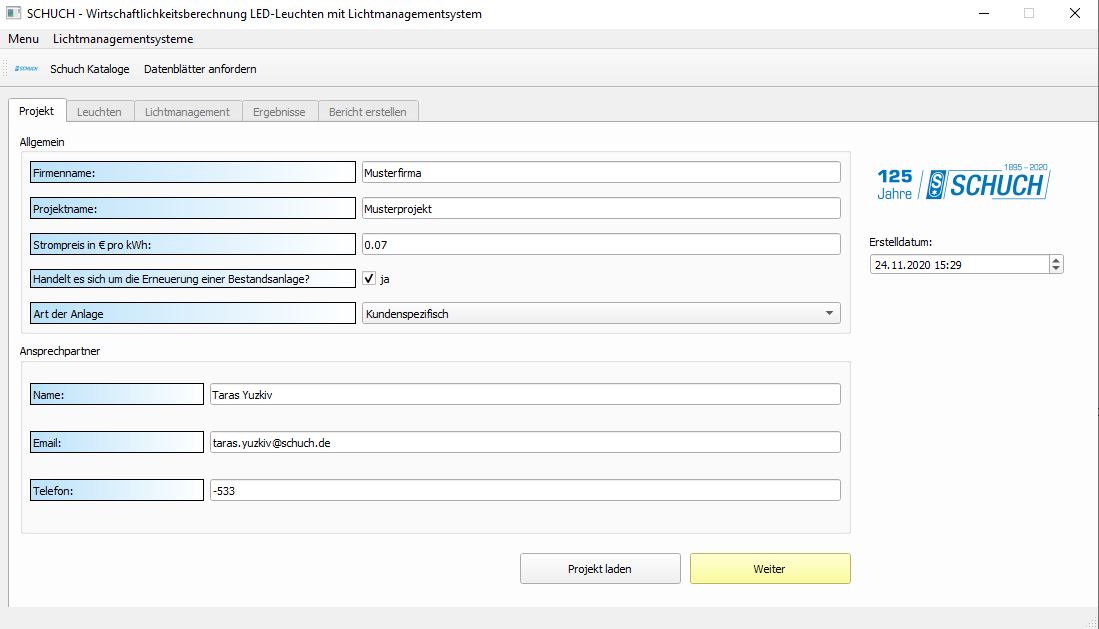 SCHUCH - Wirtschaftlichkeitsberechnung LED-Leuchten mit Lichtmanagementsystem
Menu Lichtmanagementsysteme
SCHUCH Schuch Kataloge Datenblätter anfordern
Projekt Leuchten Lichtmanagement Ergebnisse Bericht erstellen
Allgemein
Firmenname: Musterfirma
Projektname: Musterprojekt
Strompreis in € pro kWh: 0.07
Handelt es sich um die Erneuerung einer Bestandsanlage? ja
Art der Anlage Kundenspezifisch
1895-2020
125 Jahre SCHUCH
Erstelldatum:
24.11.2020 15:29
Ansprechpartner
Name: Taras Yuzkiv
Email: taras.yuzkiv@schuch.de
Telefon: -533
Projekt laden Weiter